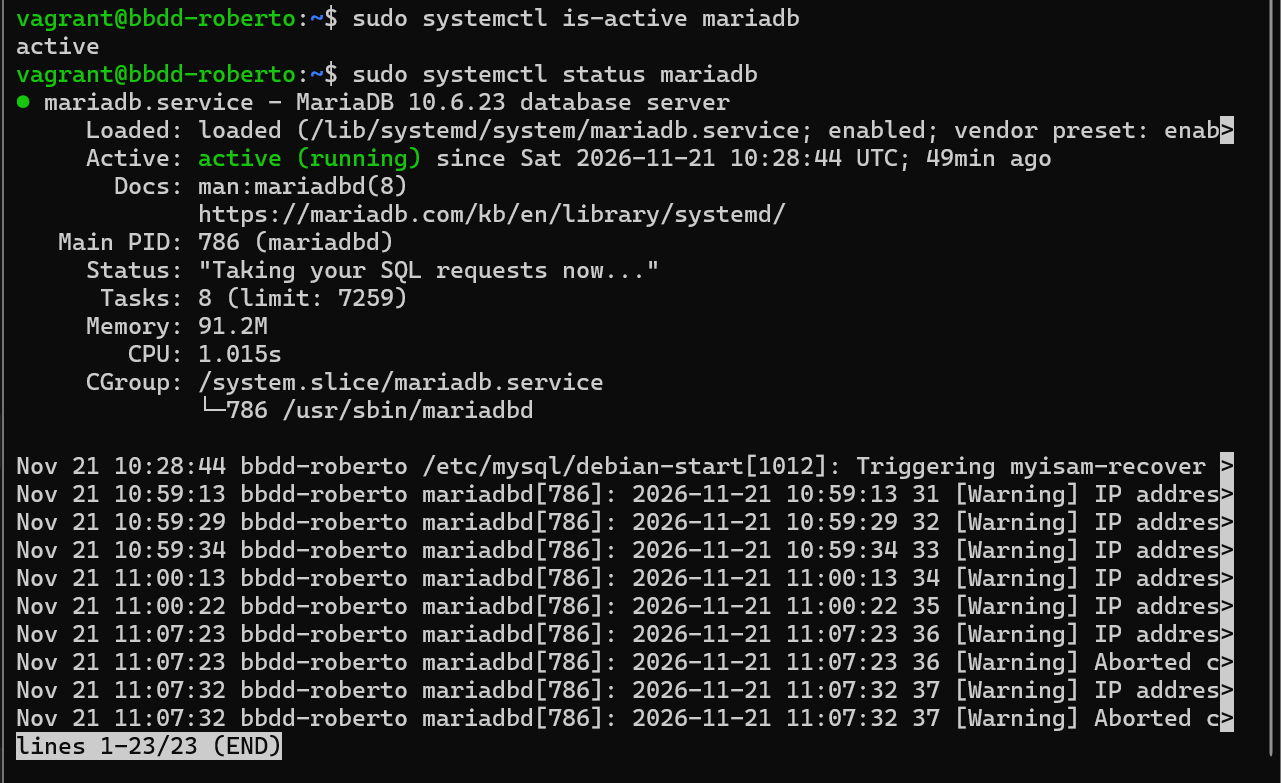 vagrant@bbdd-roberto:~$ sudo systemctl is-active mariadb
active
vagrant@bbdd-roberto:~$ sudo systemctl status mariadb
● mariadb.service - MariaDB 10.6.23 database server
     Loaded: loaded (/lib/systemd/system/mariadb.service; enabled; vendor preset: enab>
     Active: active (running) since Sat 2026-11-21 10:28:44 UTC; 49min ago
       Docs: man:mariadbd(8)
             https://mariadb.com/kb/en/library/systemd/
   Main PID: 786 (mariadbd)
     Status: "Taking your SQL requests now..."
      Tasks: 8 (limit: 7259)
     Memory: 91.2M
        CPU: 1.015s
     CGroup: /system.slice/mariadb.service
             └─786 /usr/sbin/mariadbd

Nov 21 10:28:44 bbdd-roberto /etc/mysql/debian-start[1012]: Triggering myisam-recover >
Nov 21 10:59:13 bbdd-roberto mariadbd[786]: 2026-11-21 10:59:13 31 [Warning] IP addres>
Nov 21 10:59:29 bbdd-roberto mariadbd[786]: 2026-11-21 10:59:29 32 [Warning] IP addres>
Nov 21 10:59:34 bbdd-roberto mariadbd[786]: 2026-11-21 10:59:34 33 [Warning] IP addres>
Nov 21 11:00:13 bbdd-roberto mariadbd[786]: 2026-11-21 11:00:13 34 [Warning] IP addres>
Nov 21 11:00:22 bbdd-roberto mariadbd[786]: 2026-11-21 11:00:22 35 [Warning] IP addres>
Nov 21 11:07:23 bbdd-roberto mariadbd[786]: 2026-11-21 11:07:23 36 [Warning] IP addres>
Nov 21 11:07:23 bbdd-roberto mariadbd[786]: 2026-11-21 11:07:23 36 [Warning] Aborted c>
Nov 21 11:07:32 bbdd-roberto mariadbd[786]: 2026-11-21 11:07:32 37 [Warning] IP addres>
Nov 21 11:07:32 bbdd-roberto mariadbd[786]: 2026-11-21 11:07:32 37 [Warning] Aborted c>
lines 1-23/23 (END)